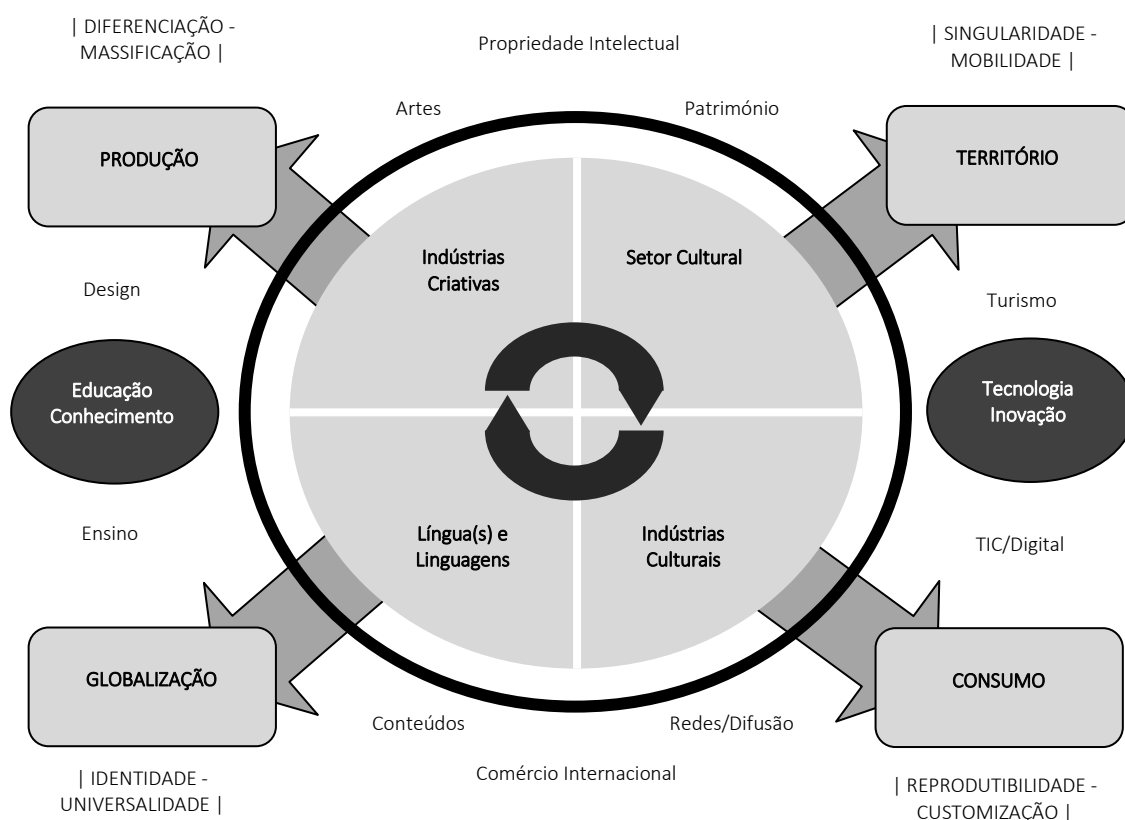 | DIFERENCIAÇÃO -
MASSIFICAÇÃO |
Propriedade Intelectual
| SINGULARIDADE -
MOBILIDADE |
Artes
Património
PRODUÇÃO
TERRITÓRIO
Indústrias
Criativas
Setor Cultural
Design
Turismo
Educação
Conhecimento
Tecnologia
Inovação
Ensino
Língua(s) e
Linguagens
Indústrias
Culturais
TIC/Digital
GLOBALIZAÇÃO
CONSUMO
Conteúdos
Redes/Difusão
Comércio Internacional
| IDENTIDADE -
UNIVERSALIDADE |
| REPRODUTIBILIDADE -
CUSTOMIZAÇÃO |